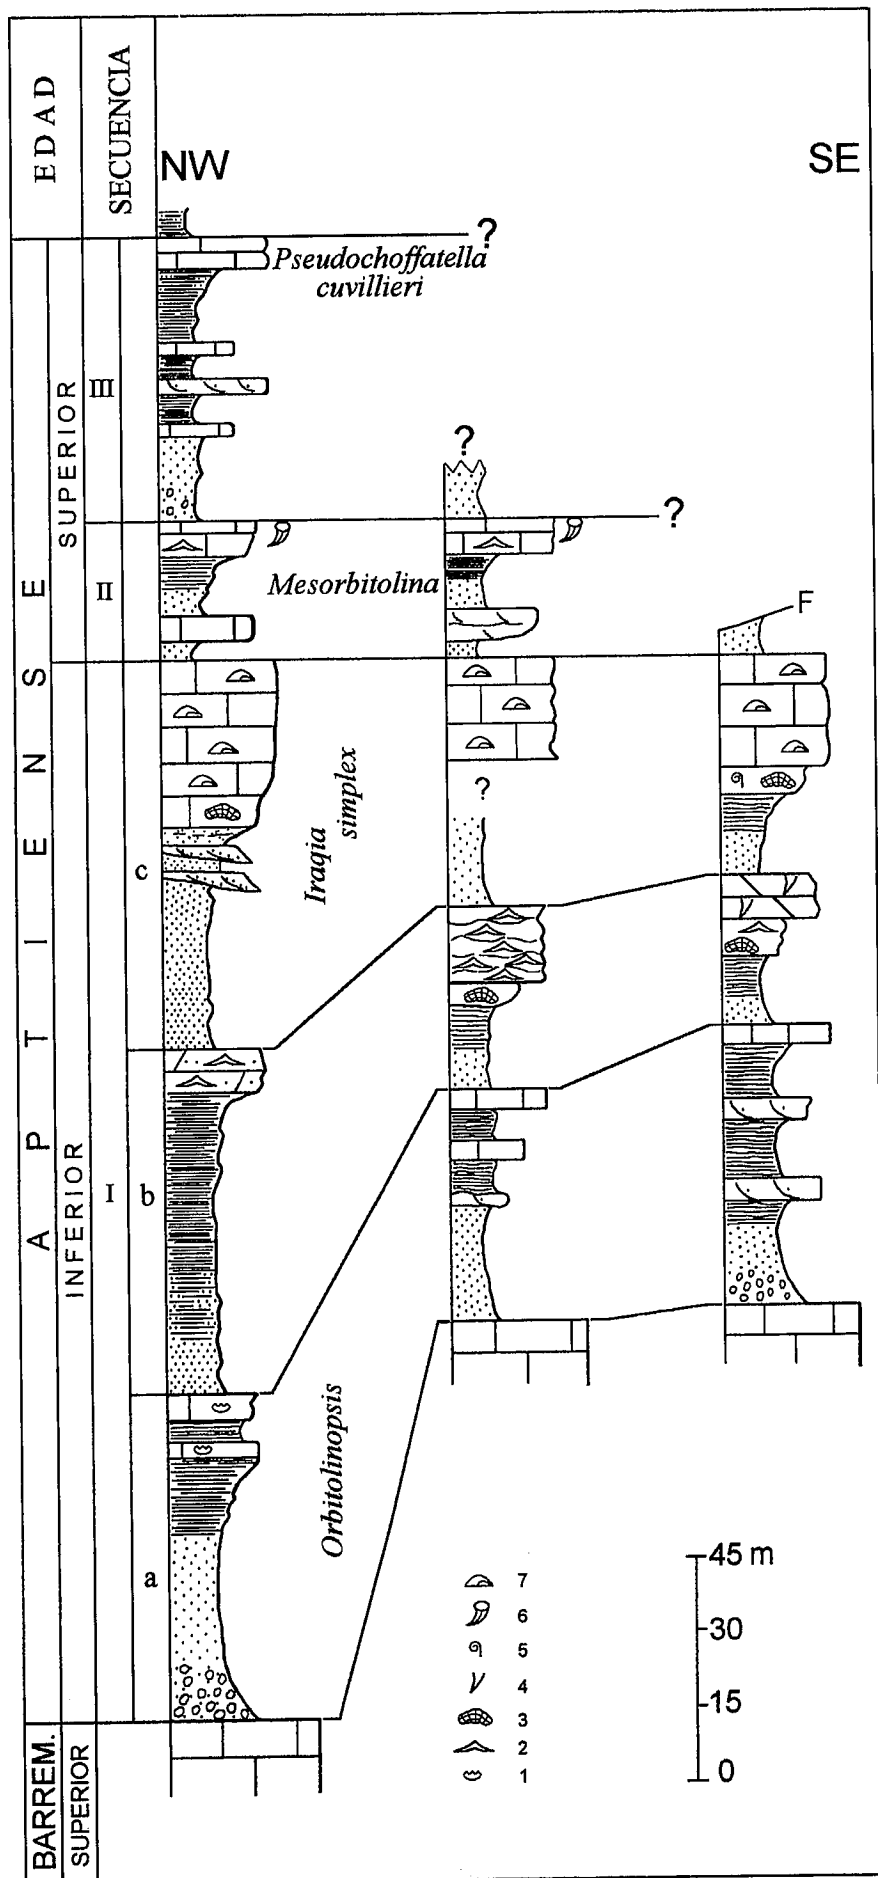 EDAD
SECUENCIA
NW
SE
?
Pseudochoffatella
cuvillieri
SUPERIOR
III
?
?
II
Mesorbitolina
F
APTIENSE
?
Iraqia
simplex
c
INFERIOR
I
b
Orbitolinopsis
a
7
6
5
4
3
2
1
45 m
30
15
0
BARREM.
SUPERIOR